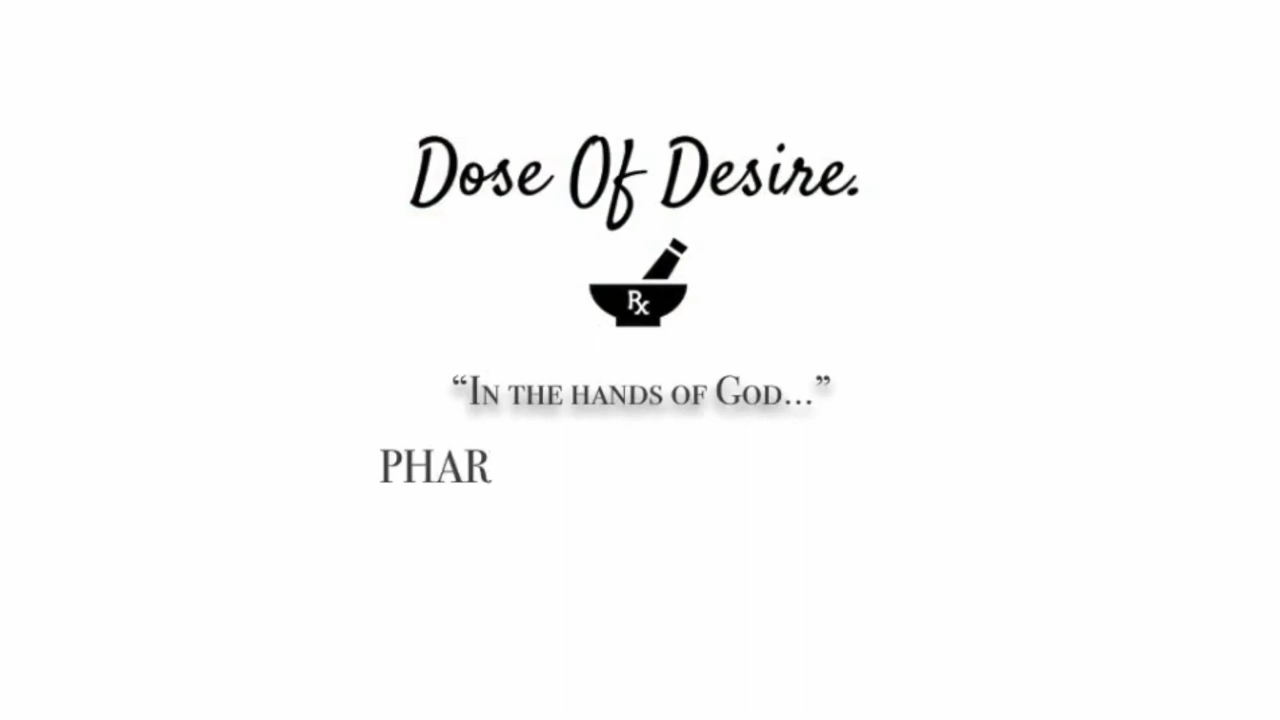 Dose Of Desire.
Rx
“In the hands of God...”
PHAR